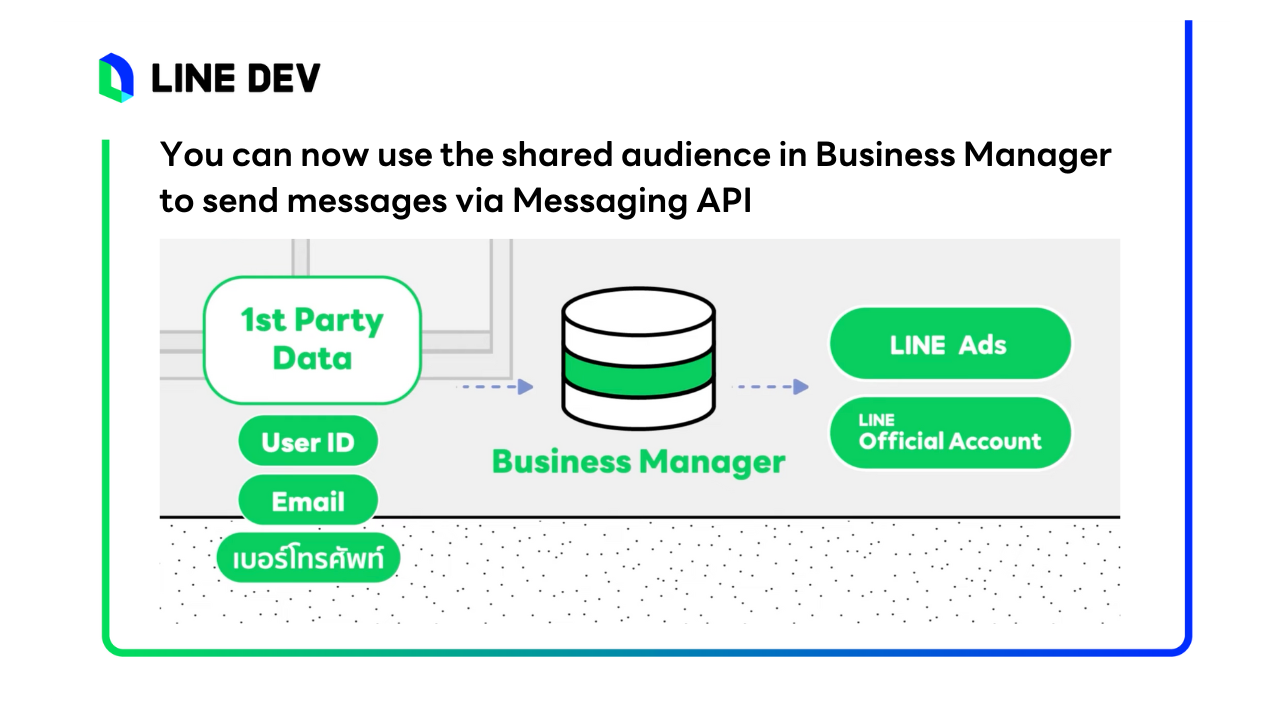 LINE DEV
You can now use the shared audience in Business Manager
to send messages via Messaging API
1st Party
Data
User ID
Email
เบอร์โทรศัพท์
Business Manager
LINE Ads
LINE
Official Account